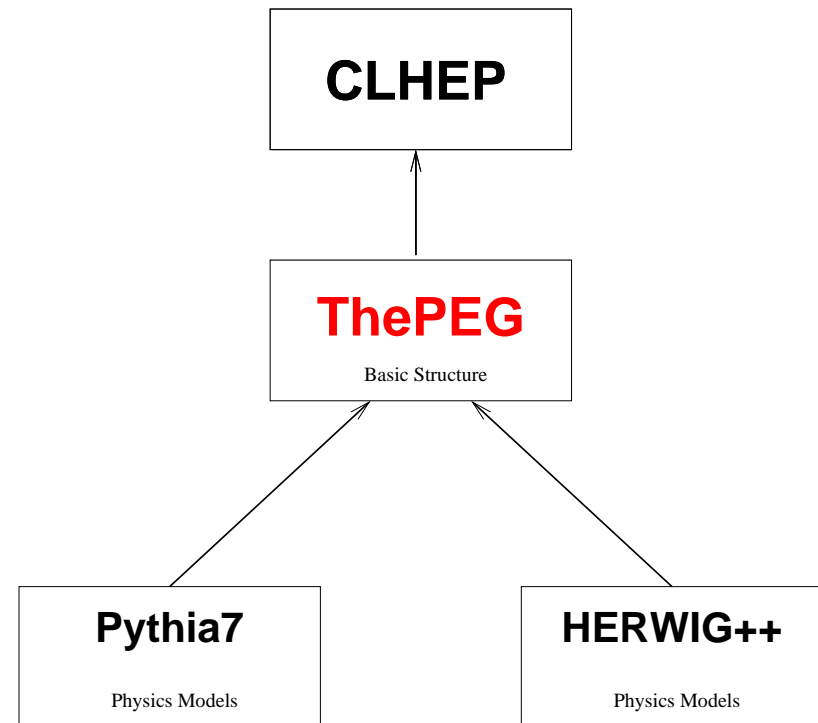 CLHEP
ThePEG
Basic Structure
Pythia7
Physics Models
HERWIG++
Physics Models